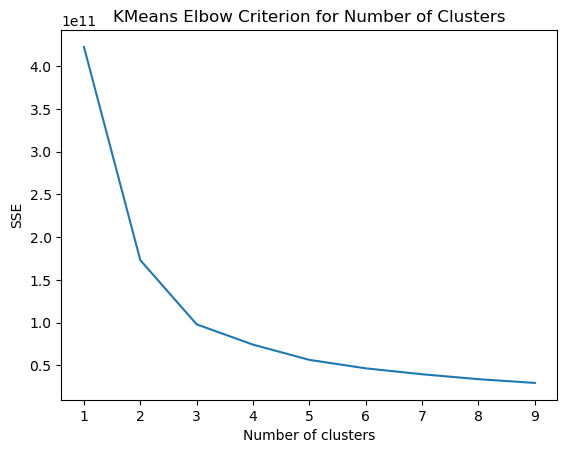 KMeans Elbow Criterion for Number of Clusters
1e11
4.0
3.5
3.0
2.5
2.0
1.5
1.0
0.5
SSE
1 2 3 4 5 6 7 8 9
Number of clusters